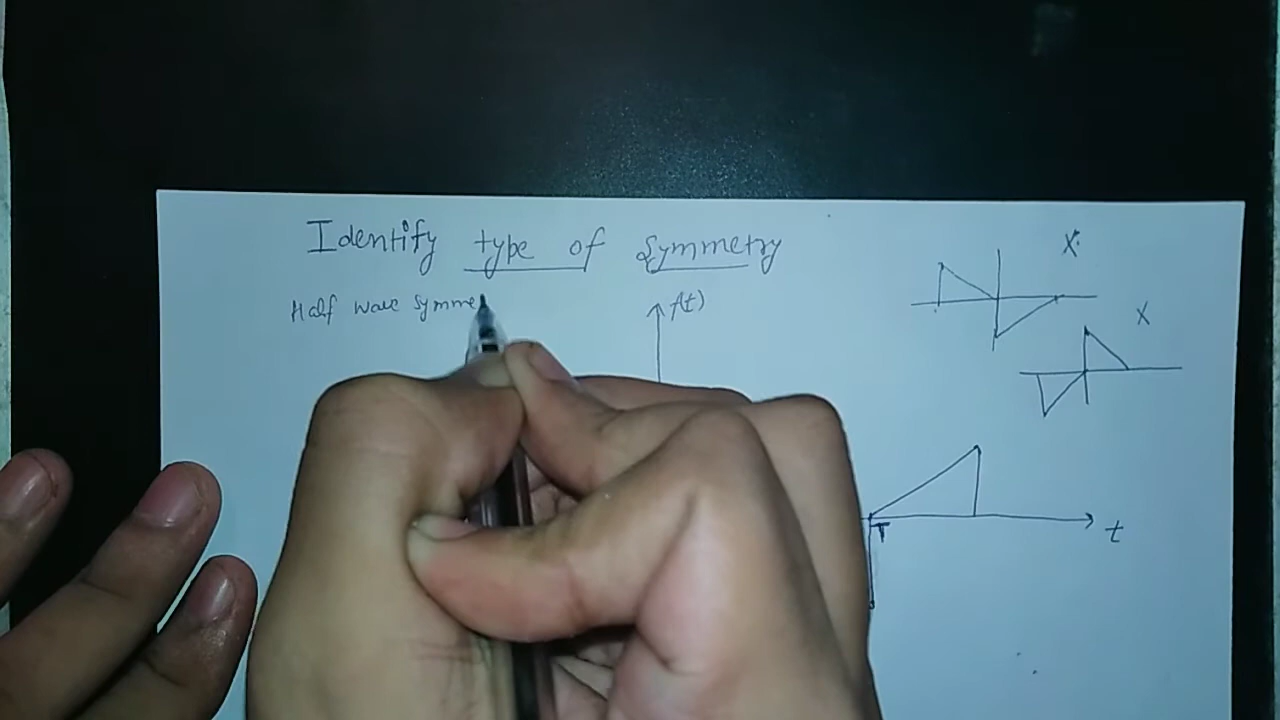 Identify type of Symmetry
Half wave Symme
f(t)
X
X
T
t